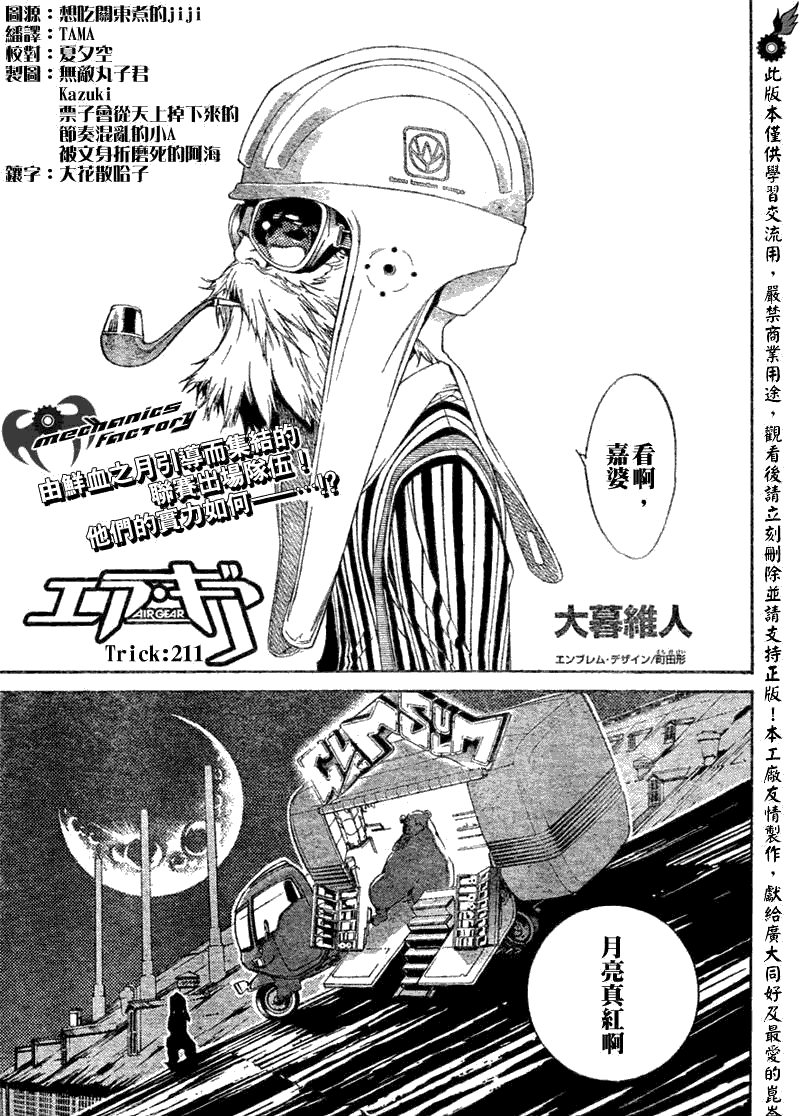 圖源：想吃關東煮的jiji
繙譯：TAMA
校對：夏夕空
製圖：無敵丸子君
Kazuki
票子會從天上掉下來的
節奏混亂的小A
被文身折磨死的阿海
鑲字：大花散哈子
此版本僅供學習交流用，嚴禁商業用途，觀看後請立刻刪除並請支持正版！本工廠友情製作，獻給廣大同好及最愛的崑崙
mechanics
factory
由鮮血之月引導而集結的
聯賽出場隊伍！
他們的實力如何——…!?
看啊，
嘉婆
エア・ギア
AIR GEAR
Trick:211
大暮維人
エンブレム・デザイン/町田形
月亮真紅啊